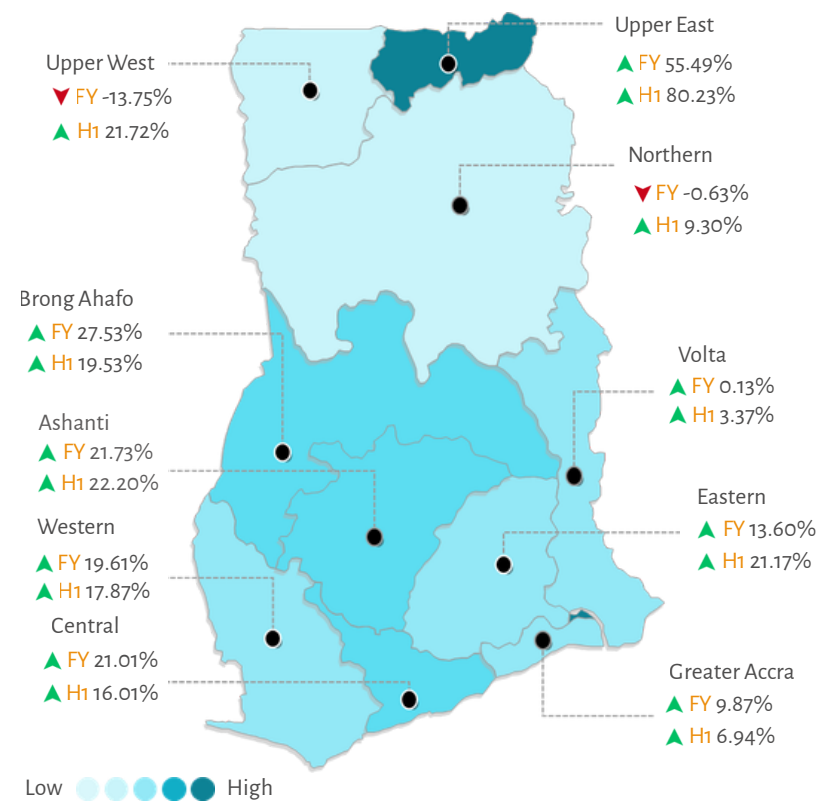 Upper East
FY 55.49%
H1 80.23%
Upper West
FY -13.75%
H1 21.72%
Northern
FY -0.63%
H1 9.30%
Brong Ahafo
FY 27.53%
H1 19.53%
Volta
FY 0.13%
H1 3.37%
Ashanti
FY 21.73%
H1 22.20%
Eastern
FY 13.60%
H1 21.17%
Western
FY 19.61%
H1 17.87%
Central
FY 21.01%
H1 16.01%
Greater Accra
FY 9.87%
H1 6.94%
Low High